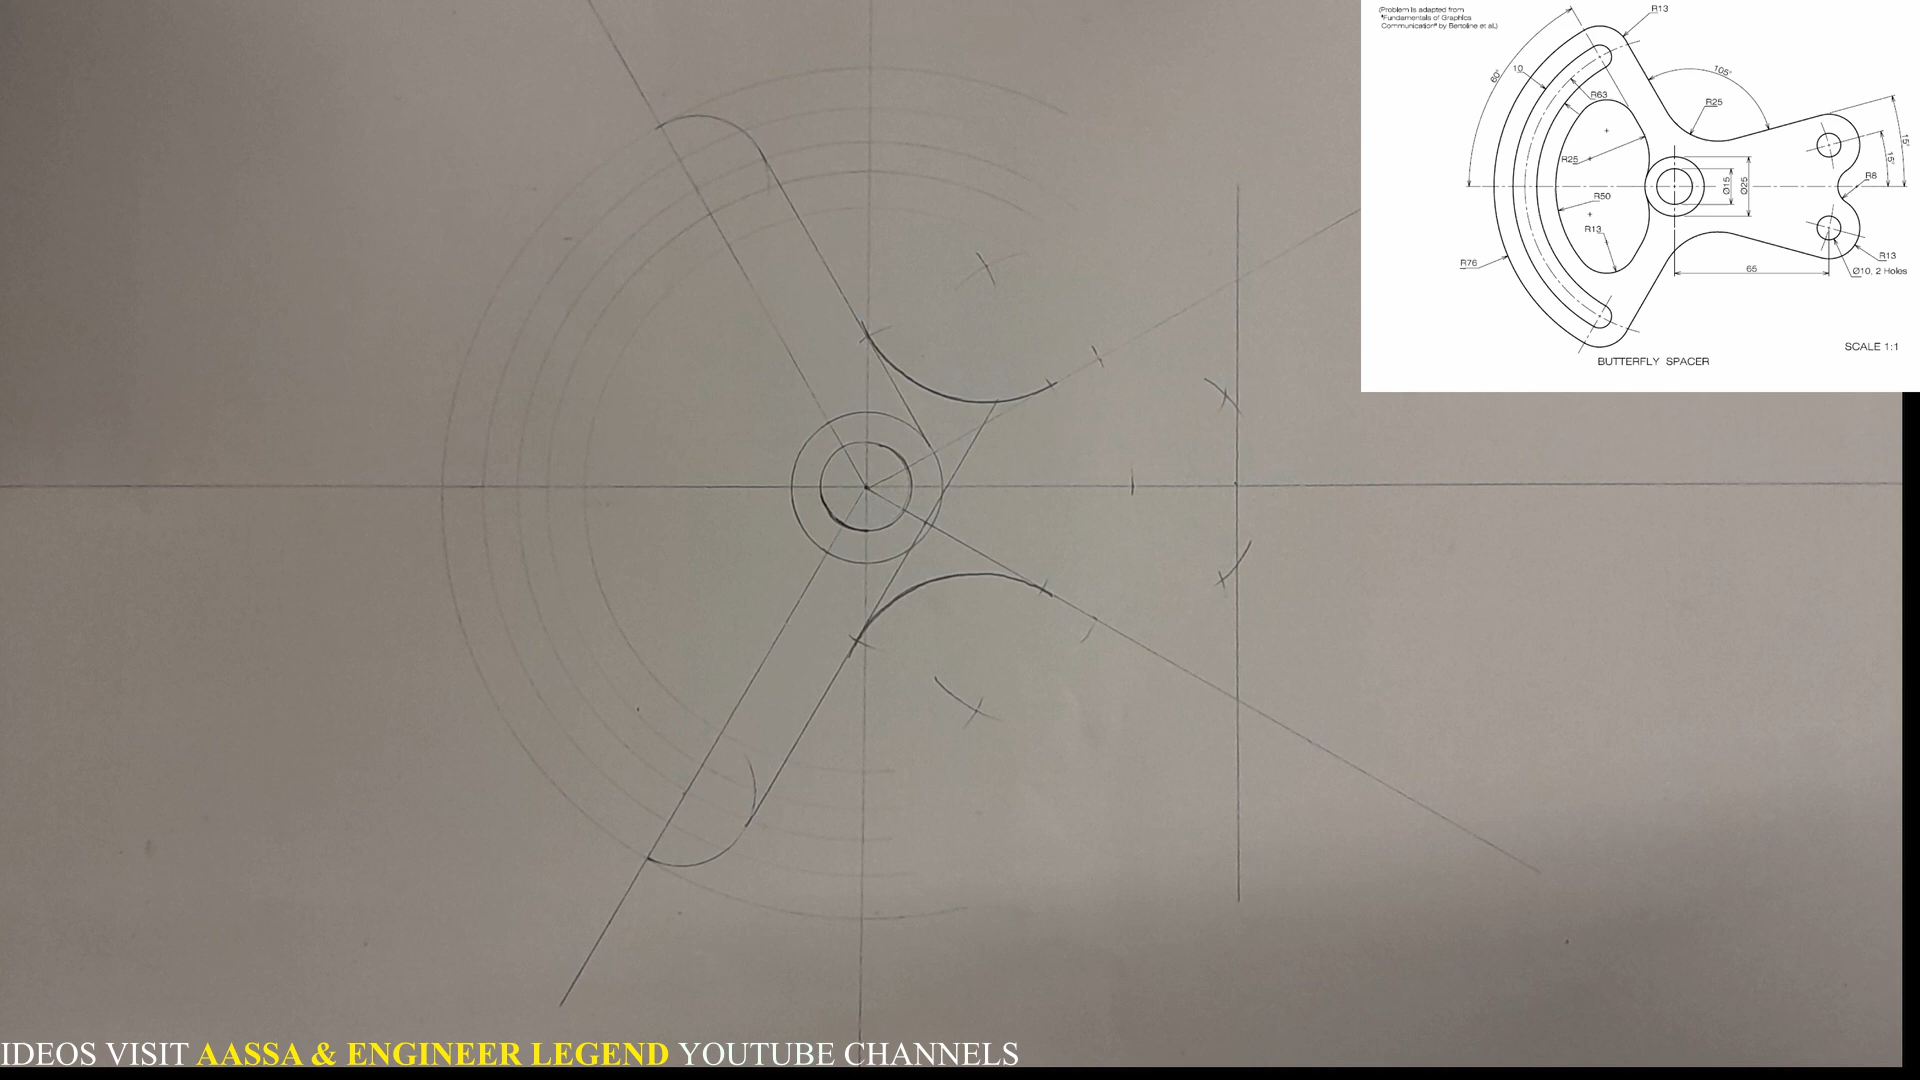 (Problem is adapted from
"Fundamentals of Graphics
Communication" by Bertoline et al.)
R13
60°
10
105°
R63
R25
15°
15°
R25
R8
Ø15
Ø25
R50
R13
R76
R13
65
Ø10, 2 Holes
SCALE 1:1
BUTTERFLY SPACER
IDEOS VISIT AASSA & ENGINEER LEGEND YOUTUBE CHANNELS